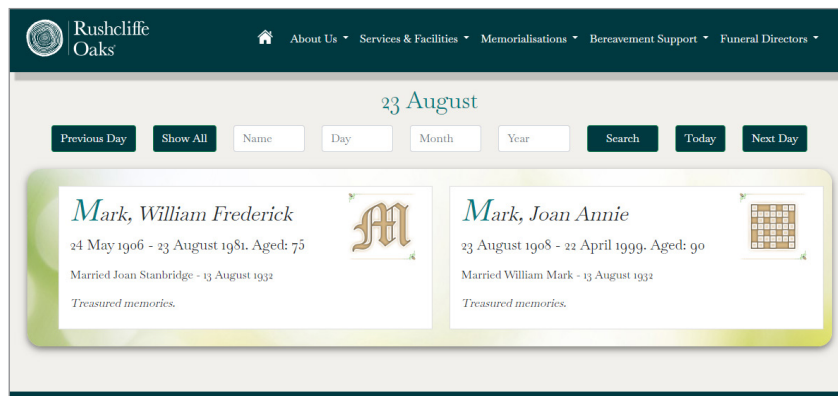 Rushcliffe
Oaks
About Us Services & Facilities Memorialisations Bereavement Support Funeral Directors
23 August
Previous Day Show All Name Day Month Year Search Today Next Day
Mark, William Frederick
24 May 1906 - 23 August 1981. Aged: 75
Married Joan Stanbridge - 13 August 1932
Treasured memories.
M
Mark, Joan Annie
23 August 1908 - 22 April 1999. Aged: 90
Married William Mark - 13 August 1932
Treasured memories.